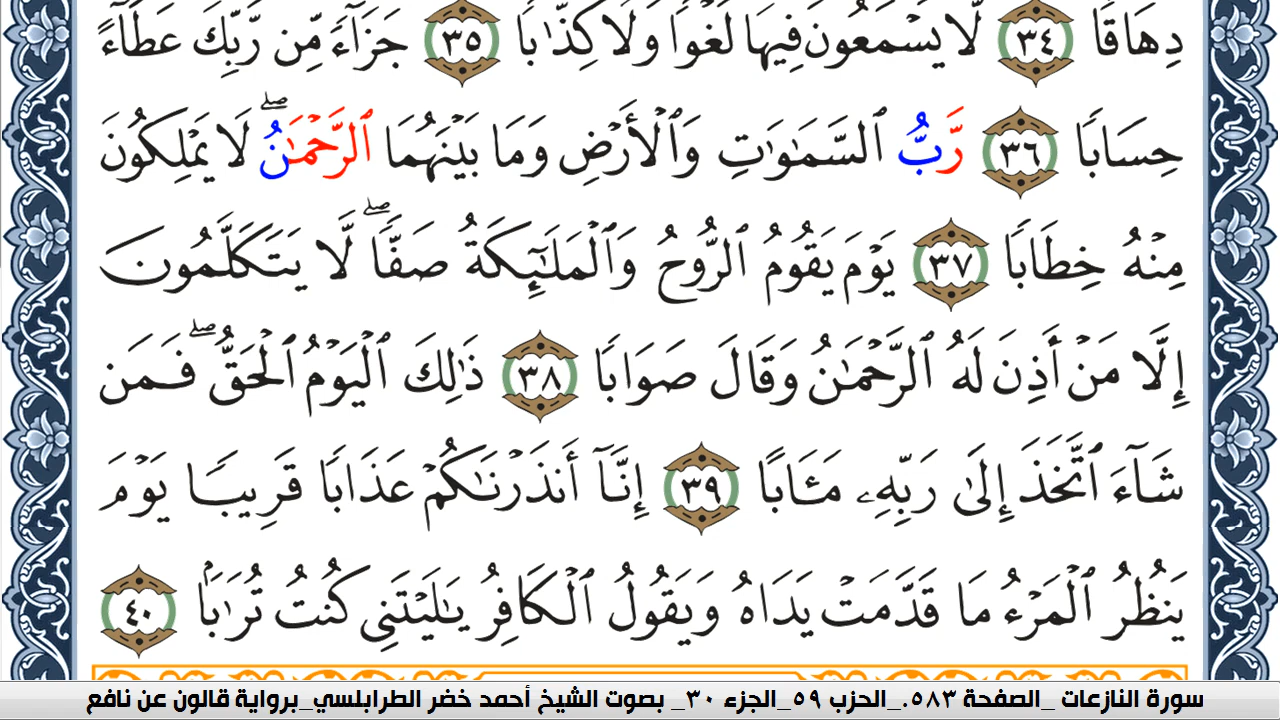 دِهَاقًا ٣٤ لَّا يَسْمَعُونَ فِيهَا لَغْوًا وَلَا كِذَّٰبًا ٣٥ جَزَآءً مِّن رَّبِّكَ عَطَآءً
حِسَابًا ٣٦ رَّبُّ ٱلسَّمَٰوَٰتِ وَٱلْأَرْضِ وَمَا بَيْنَهُمَا ٱلرَّحْمَٰنُۖ لَا يَمْلِكُونَ
مِنْهُ خِطَابًا ٣٧ يَوْمَ يَقُومُ ٱلرُّوحُ وَٱلْمَلَٰٓئِكَةُ صَفًّاۖ لَّا يَتَكَلَّمُونَ
إِلَّا مَنْ أَذِنَ لَهُ ٱلرَّحْمَٰنُ وَقَالَ صَوَابًا ٣٨ ذَٰلِكَ ٱلْيَوْمُ ٱلْحَقُّۖ فَمَن
شَآءَ ٱتَّخَذَ إِلَىٰ رَبِّهِۦ مَـَٔابًا ٣٩ إِنَّآ أَنذَرْنَٰكُمْ عَذَابًا قَرِيبًا يَوْمَ
يَنظُرُ ٱلْمَرْءُ مَا قَدَّمَتْ يَدَاهُ وَيَقُولُ ٱلْكَافِرُ يَٰلَيْتَنِي كُنتُ تُرَٰبًا ٤٠
سورة النازعات _الصفحة ٥٨٣._الحزب ٥٩_الجزء ٣٠_ بصوت الشيخ أحمد خضر الطرابلسي_برواية قالون عن نافع